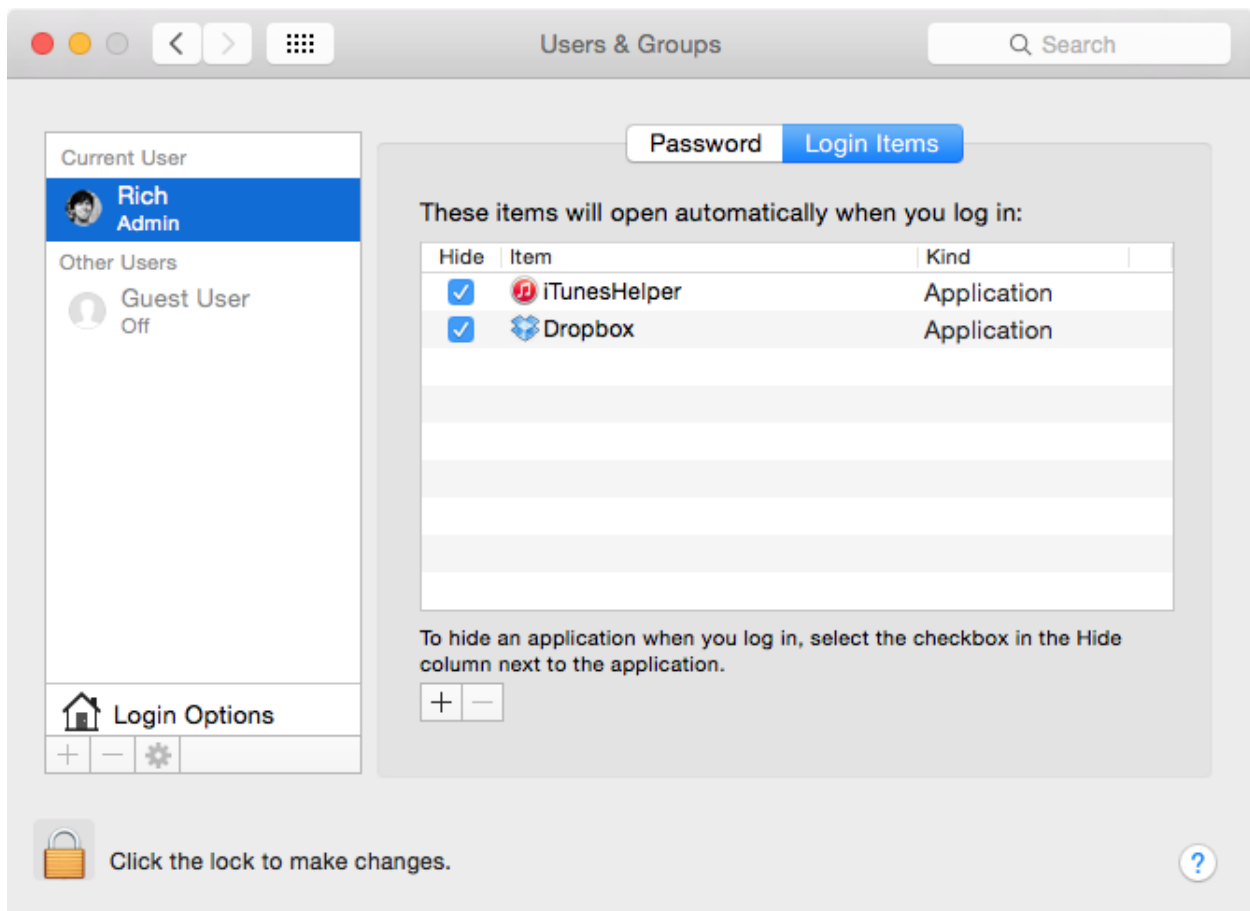 Users & Groups
Search
Current User
Rich
Admin
Other Users
Guest User
Off
Login Options
Password
Login Items
These items will open automatically when you log in:
Hide Item Kind
iTunesHelper Application
Dropbox Application
To hide an application when you log in, select the checkbox in the Hide
column next to the application.
Click the lock to make changes.
?